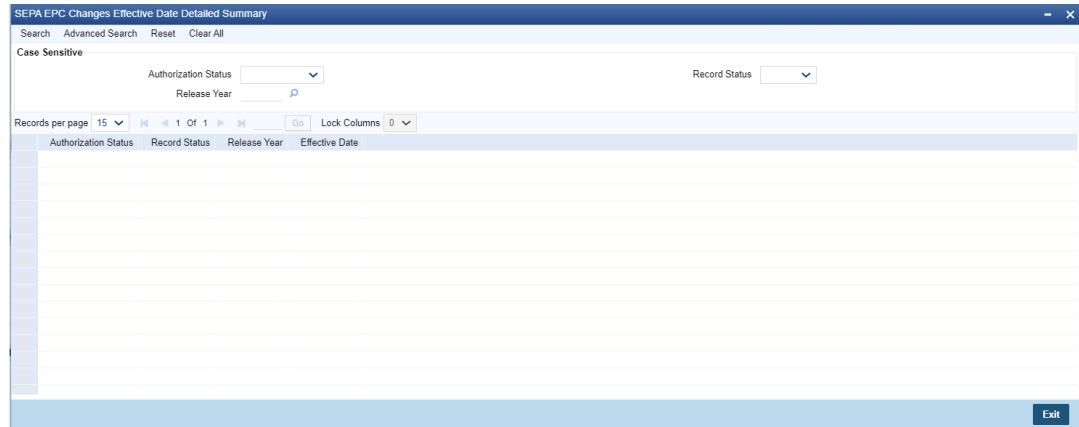 SEPA EPC Changes Effective Date Detailed Summary
Search Advanced Search Reset Clear All
Case Sensitive
Authorization Status Record Status
Release Year
Records per page 15 1 Of 1 Go Lock Columns 0
Authorization Status Record Status Release Year Effective Date
Exit